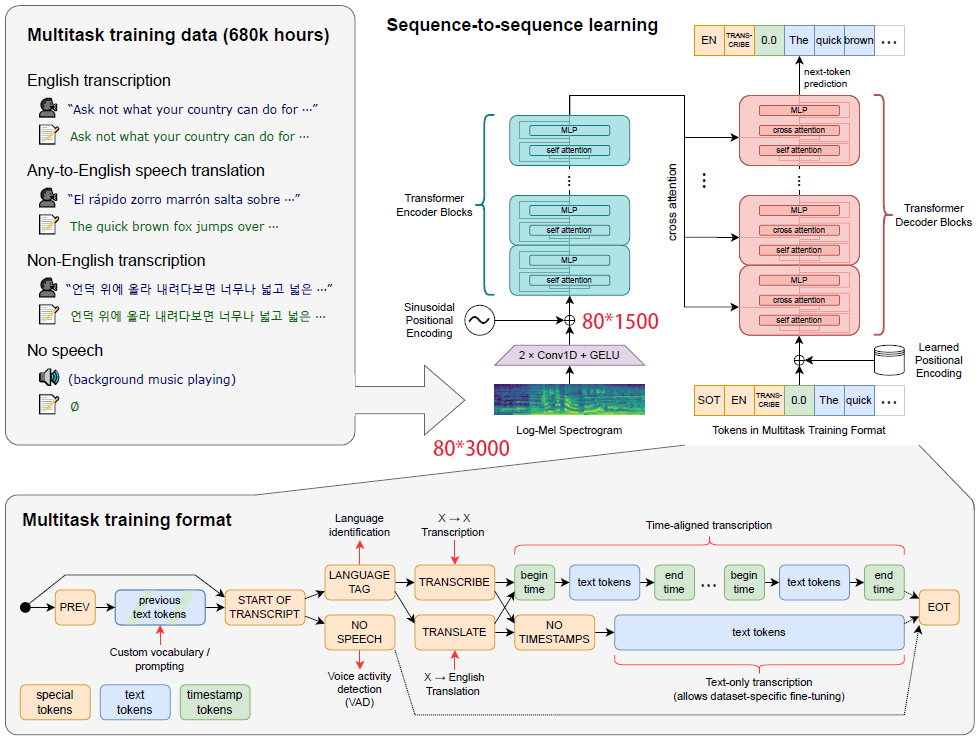 Multitask training data (680k hours)
English transcription
“Ask not what your country can do for ⋯”
Ask not what your country can do for ⋯
Any-to-English speech translation
“El rápido zorro marrón salta sobre ⋯”
The quick brown fox jumps over ⋯
Non-English transcription
“언덕 위에 올라 내려다보면 너무나 넓고 넓은 ⋯”
언덕 위에 올라 내려다보면 너무나 넓고 넓은 ⋯
No speech
(background music playing)
∅
Sequence-to-sequence learning
EN TRANS-CRIBE 0.0 The quick brown ⋯
next-token
prediction
MLP
self attention
⋮
MLP
self attention
MLP
self attention
Transformer
Encoder Blocks
cross attention
⋮
MLP
cross attention
self attention
⋮
MLP
cross attention
self attention
MLP
cross attention
self attention
Transformer
Decoder Blocks
Sinusoidal
Positional
Encoding
80*1500
2 × Conv1D + GELU
Log-Mel Spectrogram
80*3000
Learned
Positional
Encoding
SOT EN TRANS-CRIBE 0.0 The quick ⋯
Tokens in Multitask Training Format
Multitask training format
PREV
previous
text tokens
Custom vocabulary /
prompting
START OF
TRANSCRIPT
Language
identification
LANGUAGE
TAG
NO
SPEECH
Voice activity
detection
(VAD)
X → X
Transcription
TRANSCRIBE
TRANSLATE
X → English
Translation
Time-aligned transcription
begin
time
text tokens
end
time
⋯
begin
time
text tokens
end
time
NO
TIMESTAMPS
text tokens
Text-only transcription
(allows dataset-specific fine-tuning)
EOT
special
tokens
text
tokens
timestamp
tokens